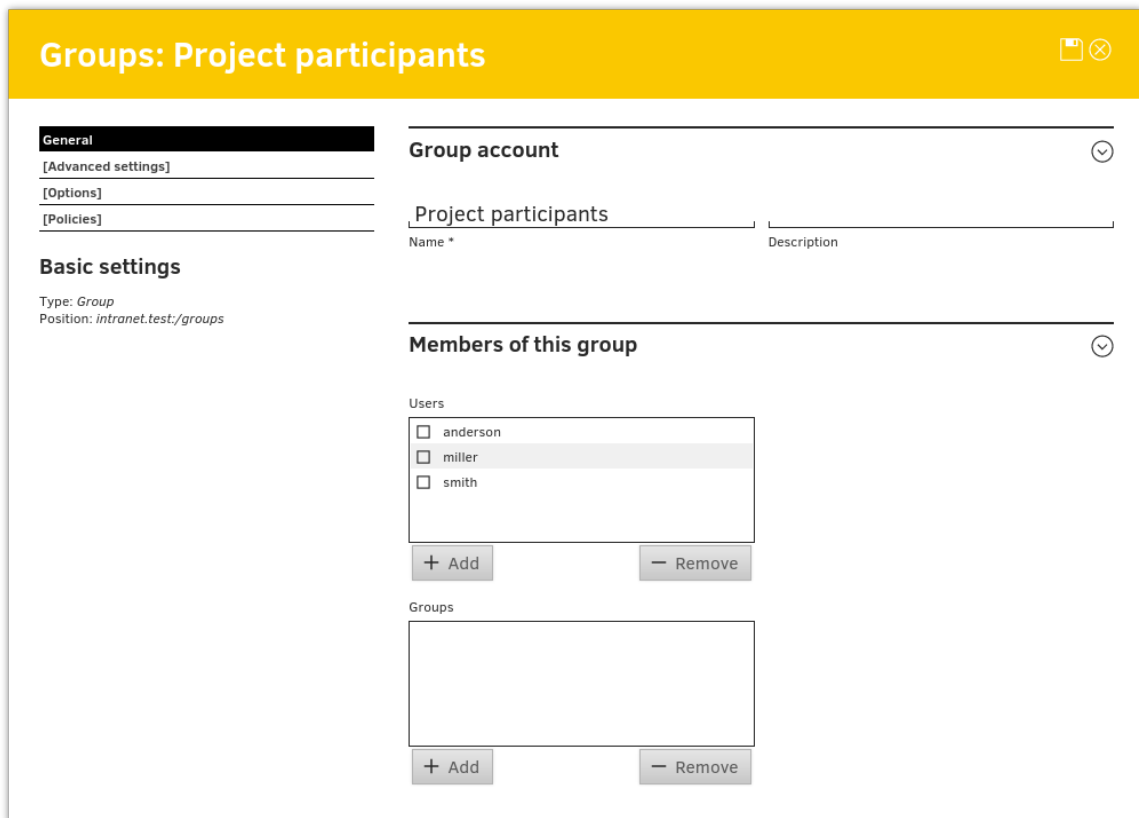 Groups: Project participants
General
[Advanced settings]
[Options]
[Policies]
Basic settings
Type: Group
Position: intranet.test:/groups
Group account
Project participants
Name *
Description
Members of this group
Users
anderson
miller
smith
+ Add
− Remove
Groups
+ Add
− Remove